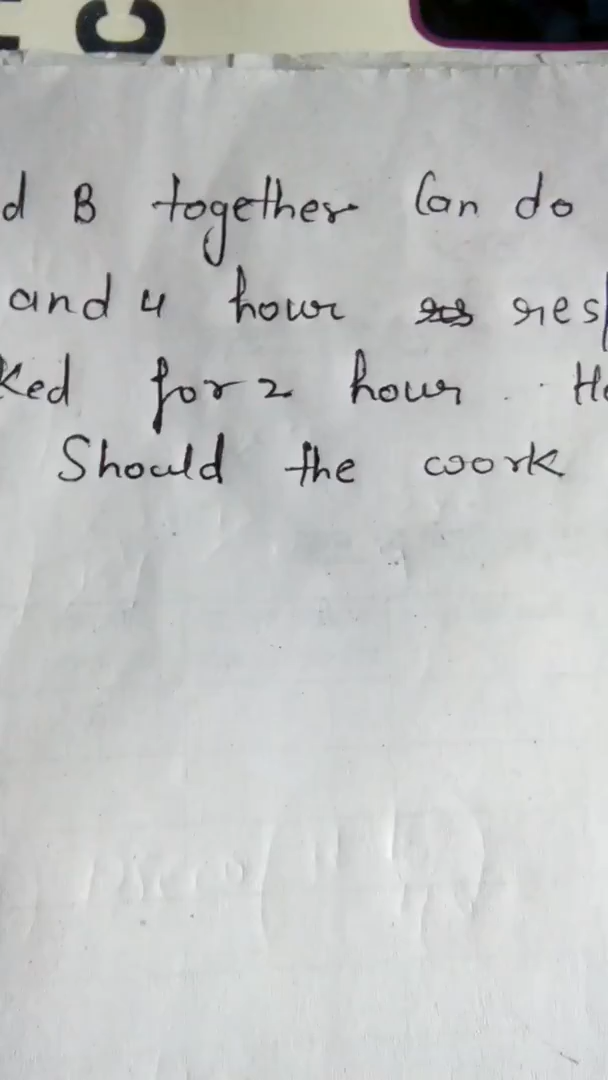 C
d B together Can do
and 4 hour res
ked for 2 hour. H
Should the work